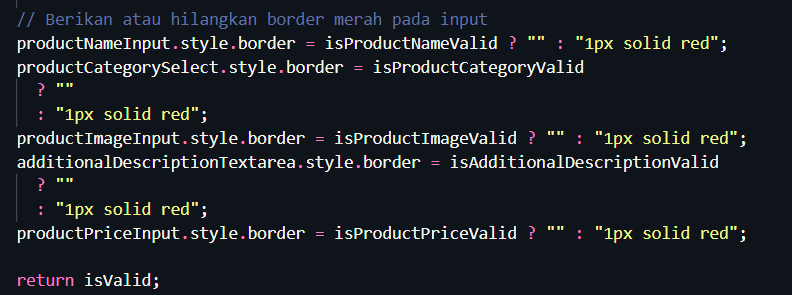 // Berikan atau hilangkan border merah pada input
productNameInput.style.border = isProductNameValid ? "" : "1px solid red";
productCategorySelect.style.border = isProductCategoryValid
? ""
: "1px solid red";
productImageInput.style.border = isProductImageValid ? "" : "1px solid red";
additionalDescriptionTextarea.style.border = isAdditionalDescriptionValid
? ""
: "1px solid red";
productPriceInput.style.border = isProductPriceValid ? "" : "1px solid red";
return isValid;